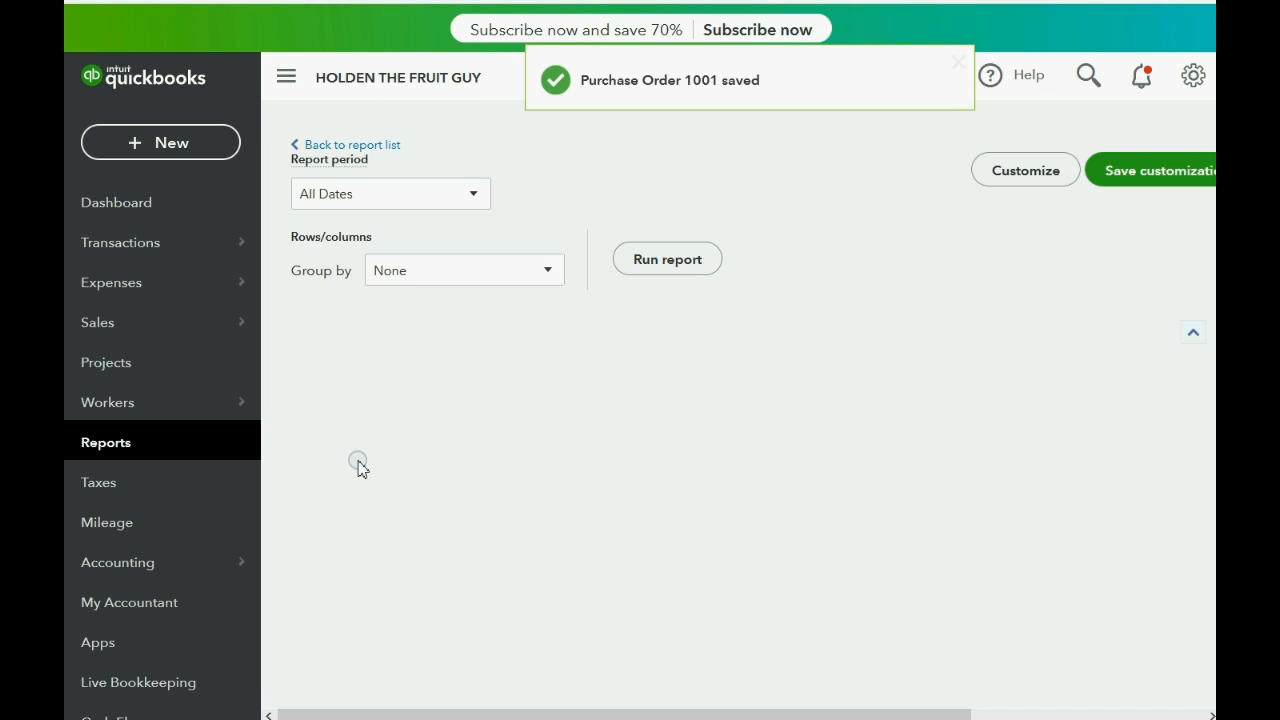 Subscribe now and save 70% Subscribe now
intuit
qb quickbooks
HOLDEN THE FRUIT GUY
Purchase Order 1001 saved
Help
+ New
Back to report list
Report period
Customize
Save customizati
All Dates
Rows/columns
Group by None
Run report
Dashboard
Transactions
Expenses
Sales
Projects
Workers
Reports
Taxes
Mileage
Accounting
My Accountant
Apps
Live Bookkeeping